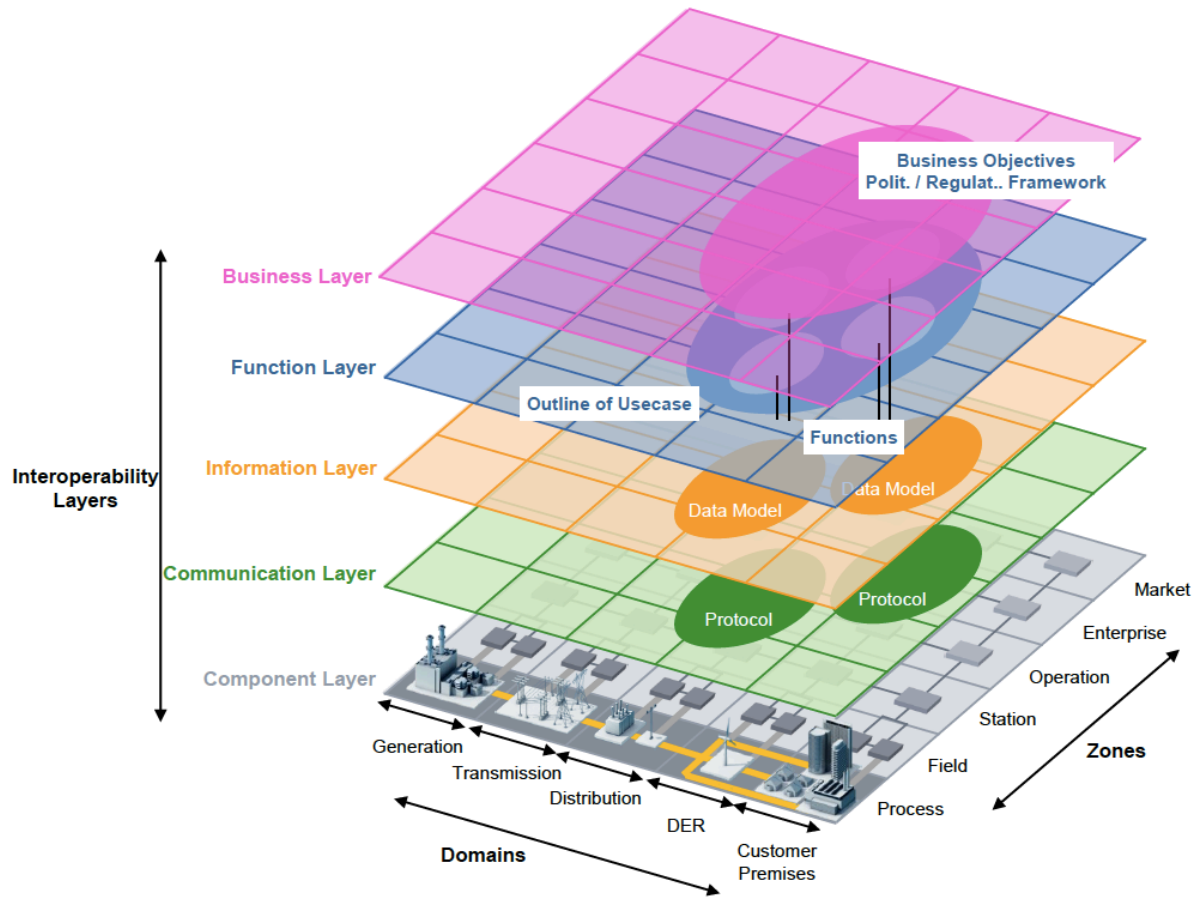 Business Objectives
Polit. / Regulat.. Framework
Business Layer
Function Layer
Outline of Usecase
Functions
Information Layer
Interoperability
Layers
Data Model
Data Model
Communication Layer
Protocol
Protocol
Component Layer
Market
Enterprise
Operation
Station
Zones
Field
Process
Generation
Transmission
Distribution
DER
Customer
Premises
Domains